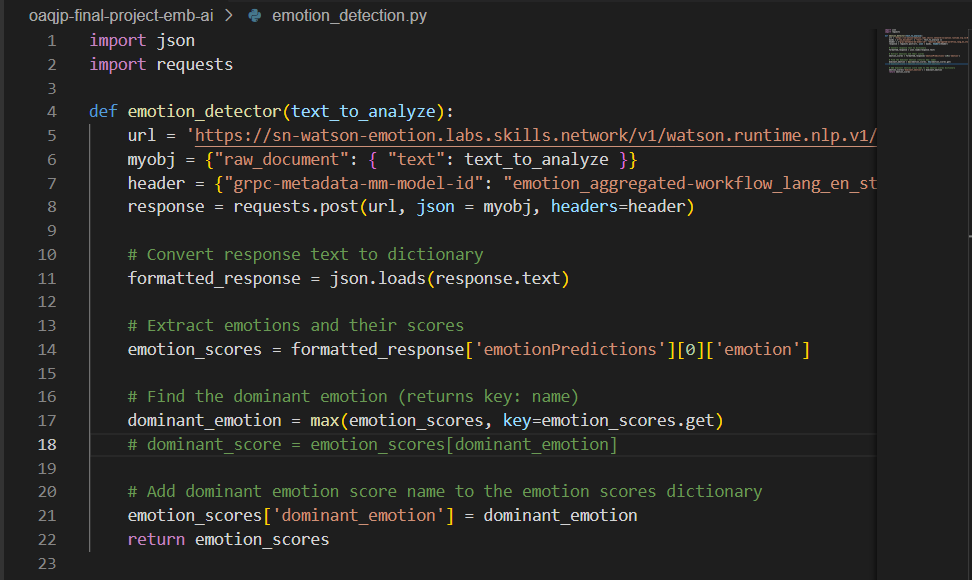 oaqjp-final-project-emb-ai > emotion_detection.py
1 import json
2 import requests
3
4 def emotion_detector(text_to_analyze):
5     url = 'https://sn-watson-emotion.labs.skills.network/v1/watson.runtime.nlp.v1/
6     myobj = {"raw_document": { "text": text_to_analyze }}
7     header = {"grpc-metadata-mm-model-id": "emotion_aggregated-workflow_lang_en_st
8     response = requests.post(url, json = myobj, headers=header)
9
10     # Convert response text to dictionary
11     formatted_response = json.loads(response.text)
12
13     # Extract emotions and their scores
14     emotion_scores = formatted_response['emotionPredictions'][0]['emotion']
15
16     # Find the dominant emotion (returns key: name)
17     dominant_emotion = max(emotion_scores, key=emotion_scores.get)
18     # dominant_score = emotion_scores[dominant_emotion]
19
20     # Add dominant emotion score name to the emotion scores dictionary
21     emotion_scores['dominant_emotion'] = dominant_emotion
22     return emotion_scores
23